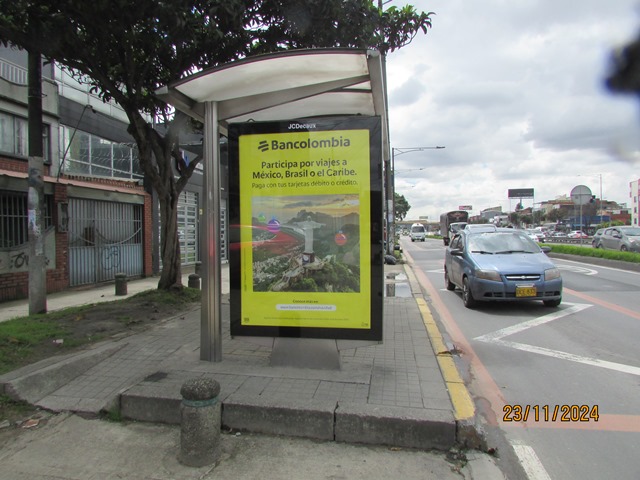 JCDecaux
Bancolombia
Participa por viajes a
México, Brasil o el Caribe.
Paga con tus tarjetas débito o crédito.
23/11/2024